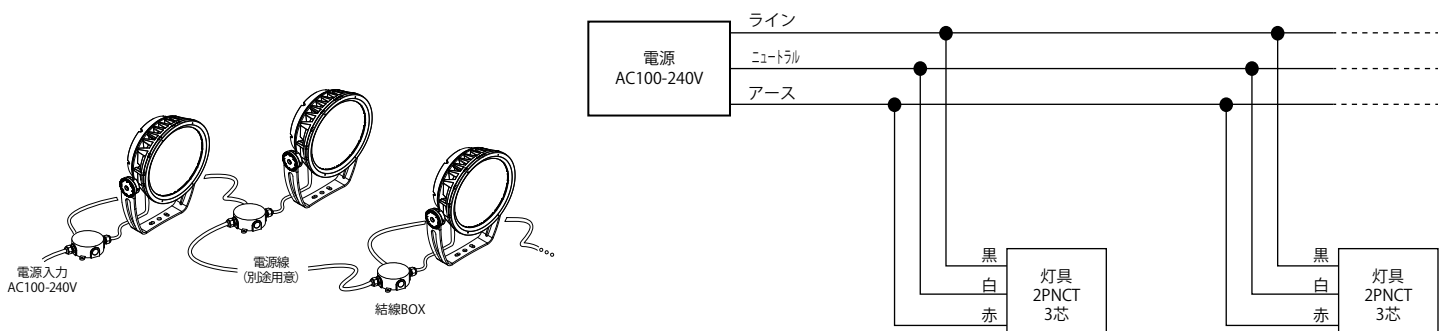 電源入力
AC100-240V
電源線
(別途用意)
結線BOX
電源
AC100-240V
ライン
ﾆｭｰﾄﾗﾙ
アース
黒
白
赤
灯具
2PNCT
3芯
黒
白
赤
灯具
2PNCT
3芯